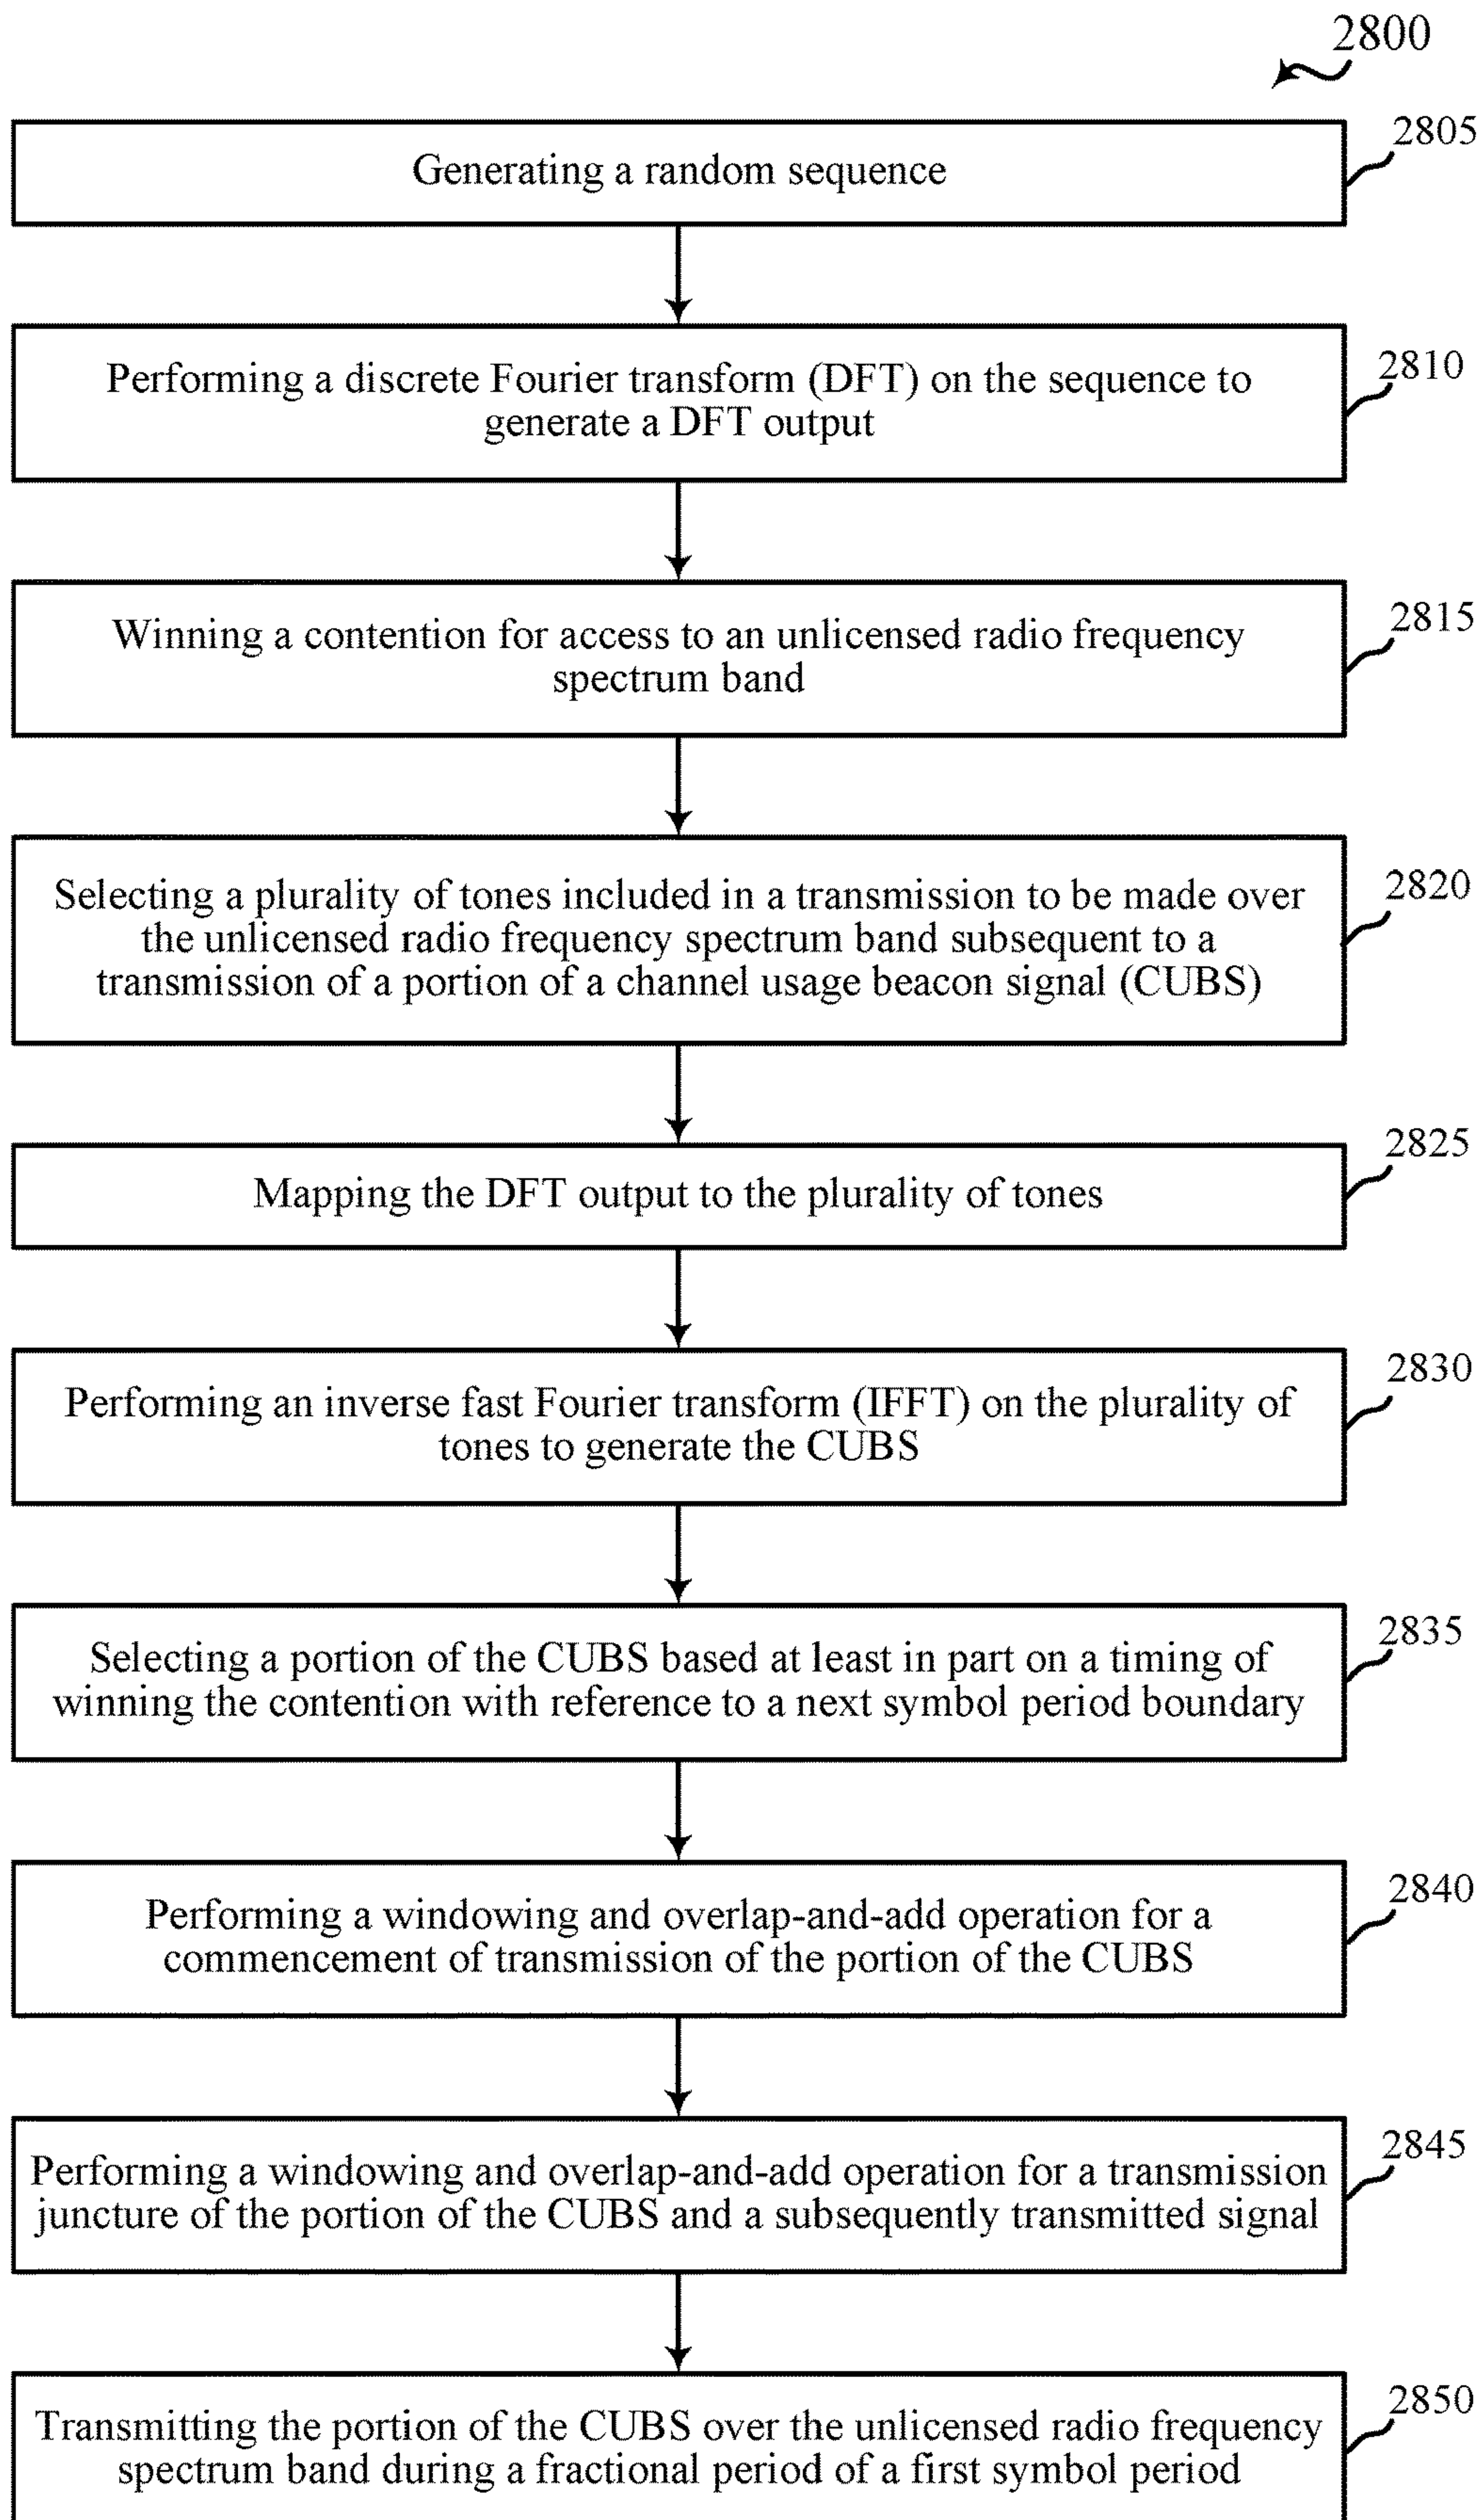 2800
2805
Generating a random sequence
2810
Performing a discrete Fourier transform (DFT) on the sequence to
generate a DFT output
2815
Winning a contention for access to an unlicensed radio frequency
spectrum band
2820
Selecting a plurality of tones included in a transmission to be made over
the unlicensed radio frequency spectrum band subsequent to a
transmission of a portion of a channel usage beacon signal (CUBS)
2825
Mapping the DFT output to the plurality of tones
2830
Performing an inverse fast Fourier transform (IFFT) on the plurality of
tones to generate the CUBS
2835
Selecting a portion of the CUBS based at least in part on a timing of
winning the contention with reference to a next symbol period boundary
2840
Performing a windowing and overlap-and-add operation for a
commencement of transmission of the portion of the CUBS
2845
Performing a windowing and overlap-and-add operation for a transmission
juncture of the portion of the CUBS and a subsequently transmitted signal
2850
Transmitting the portion of the CUBS over the unlicensed radio frequency
spectrum band during a fractional period of a first symbol period